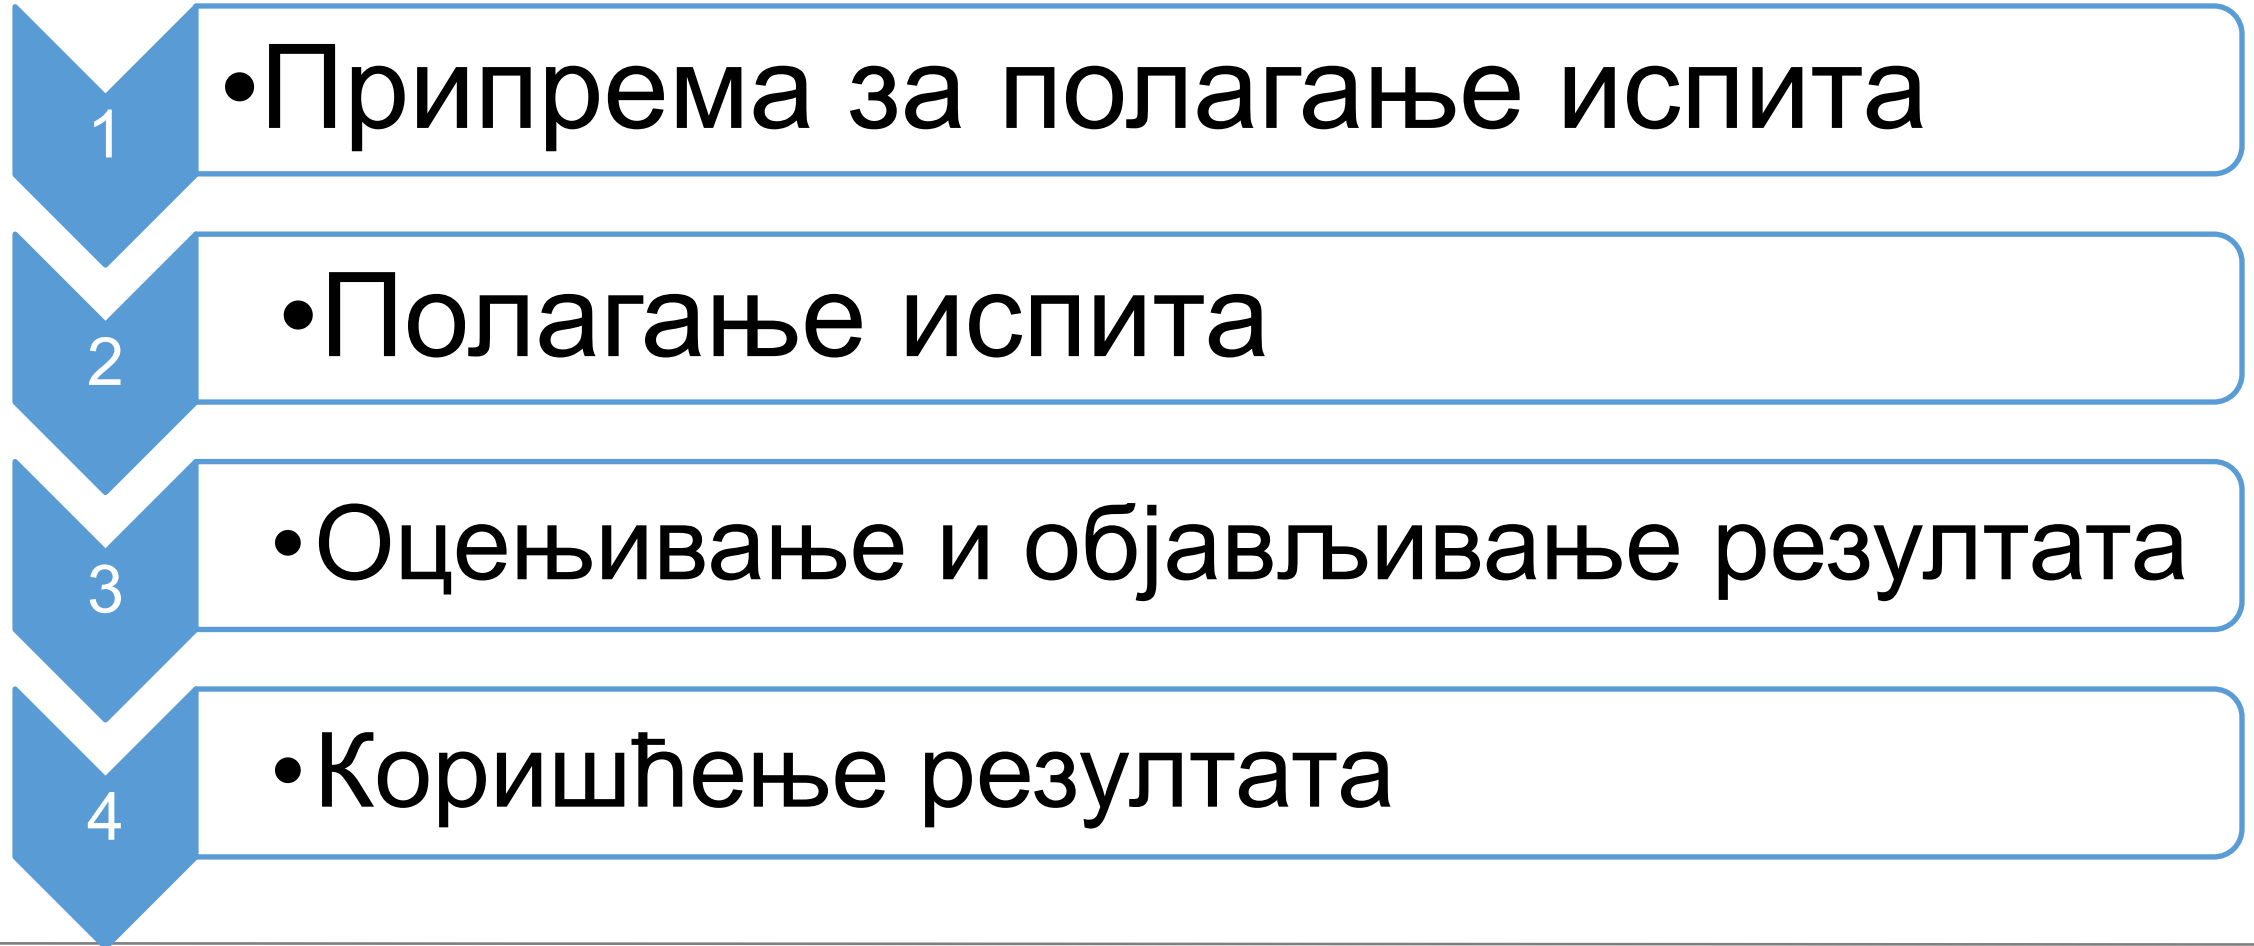 1
•Припрема за полагање испита
2
•Полагање испита
3
•Оцењивање и објављивање резултата
4
•Коришћење резултата